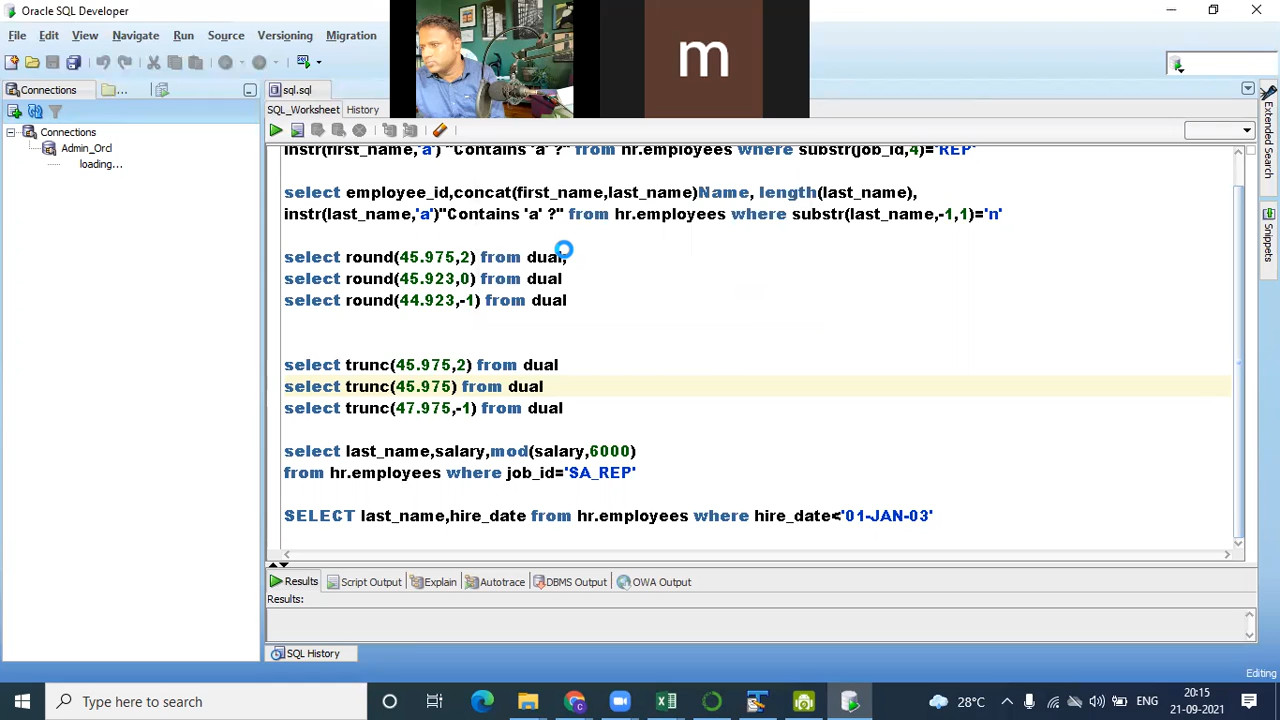 Oracle SQL Developer
File Edit View Navigate Run Source Versioning Migration
m
Connections
sql.sql
SQL_Worksheet History
Connections
Admin_Orcl
loading...
instr(first_name,'a') "Contains 'a' ?" from hr.employees where substr(job_id,4)='REP'
select employee_id,concat(first_name,last_name)Name, length(last_name),
instr(last_name,'a')"Contains 'a' ?" from hr.employees where substr(last_name,-1,1)='n'
select round(45.975,2) from dual;
select round(45.923,0) from dual
select round(44.923,-1) from dual
select trunc(45.975,2) from dual
select trunc(45.975) from dual
select trunc(47.975,-1) from dual
select last_name,salary,mod(salary,6000)
from hr.employees where job_id='SA_REP'
SELECT last_name,hire_date from hr.employees where hire_date<'01-JAN-03'
Extended Search
Snippets
Results Script Output Explain Autotrace DBMS Output OWA Output
Results:
SQL History
Editing
Type here to search
28°C
ENG
20:15
21-09-2021